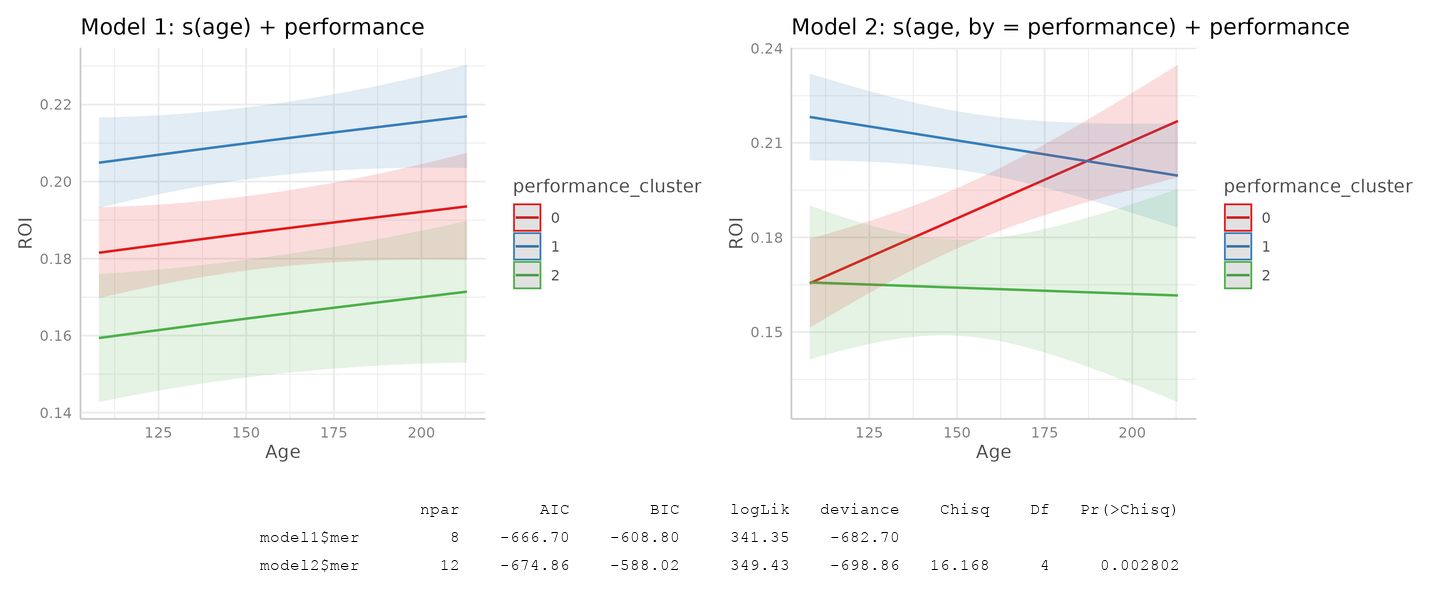 Model 1: s(age) + performance
0.22
0.20
0.18
0.16
0.14
ROI
125 150 175 200
Age
performance_cluster
0
1
2
Model 2: s(age, by = performance) + performance
0.24
0.21
0.18
0.15
ROI
125 150 175 200
Age
performance_cluster
0
1
2
npar AIC BIC logLik deviance Chisq Df Pr(>Chisq)
model1$mer 8 -666.70 -608.80 341.35 -682.70
model2$mer 12 -674.86 -588.02 349.43 -698.86 16.168 4 0.002802